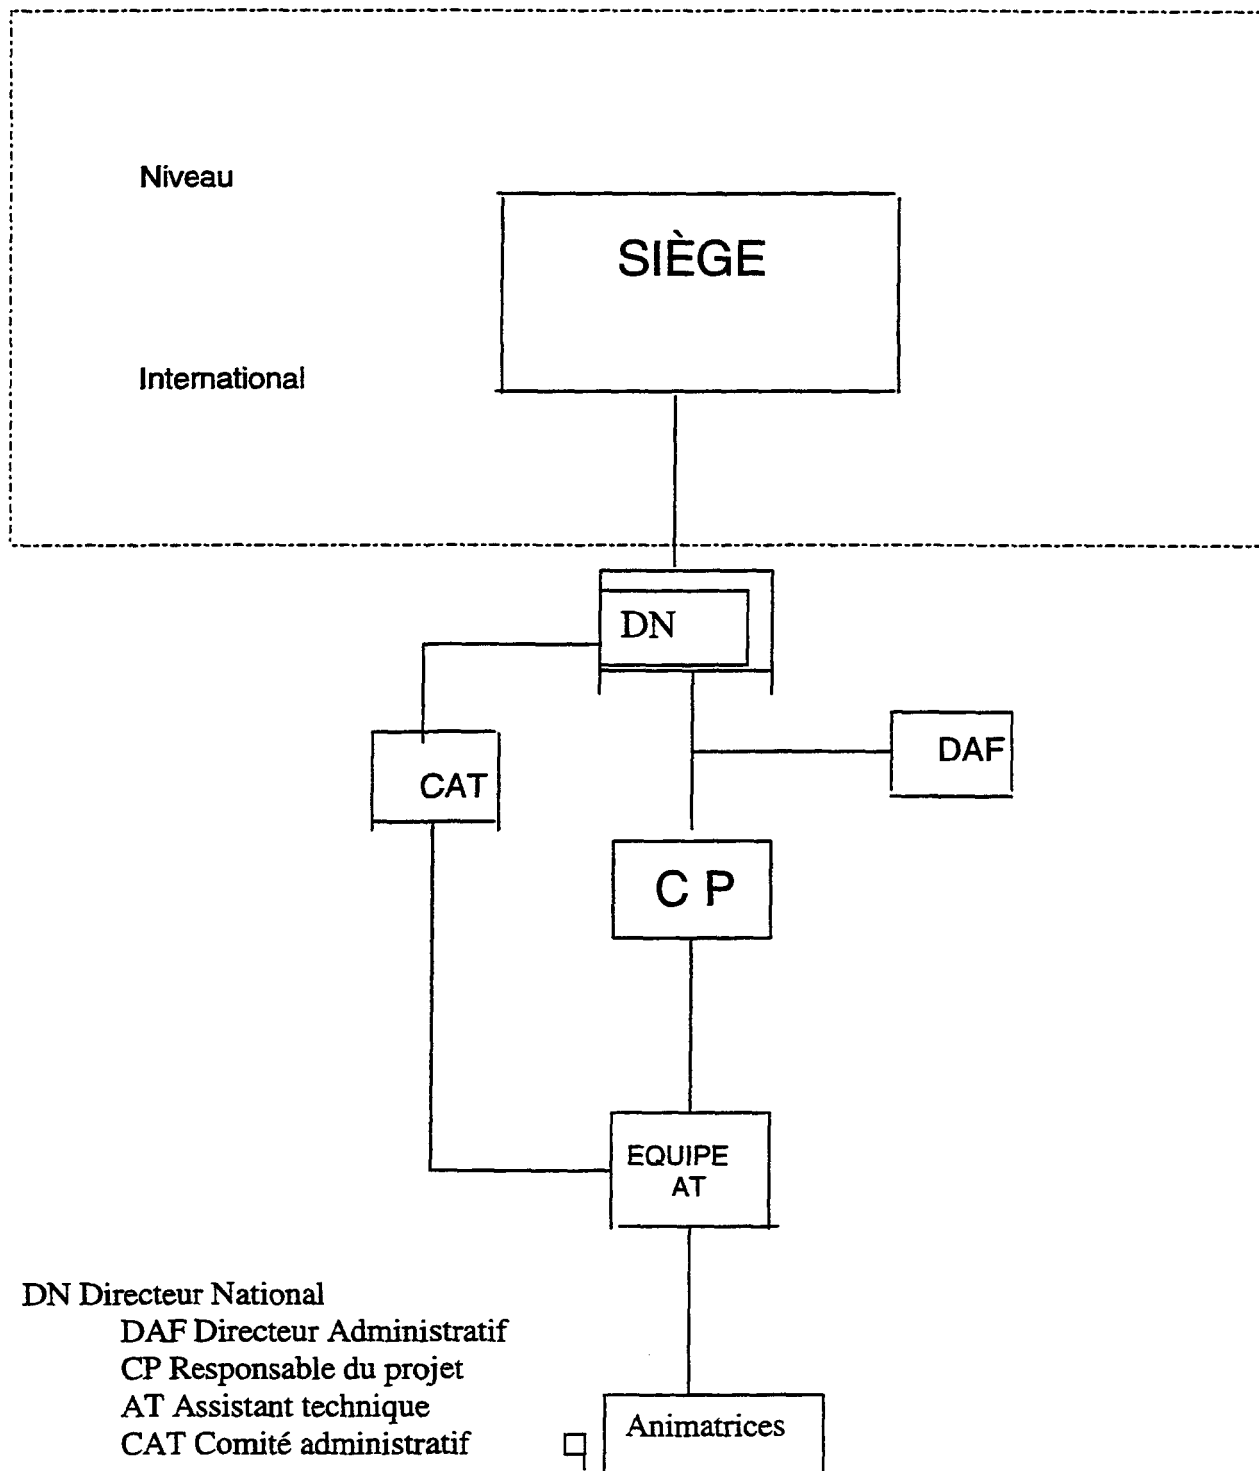 Niveau
SIÈGE
International
DN
DAF
CAT
C P
EQUIPE
AT
DN Directeur National
DAF Directeur Administratif
CP Responsable du projet
AT Assistant technique
CAT Comité administratif
Animatrices